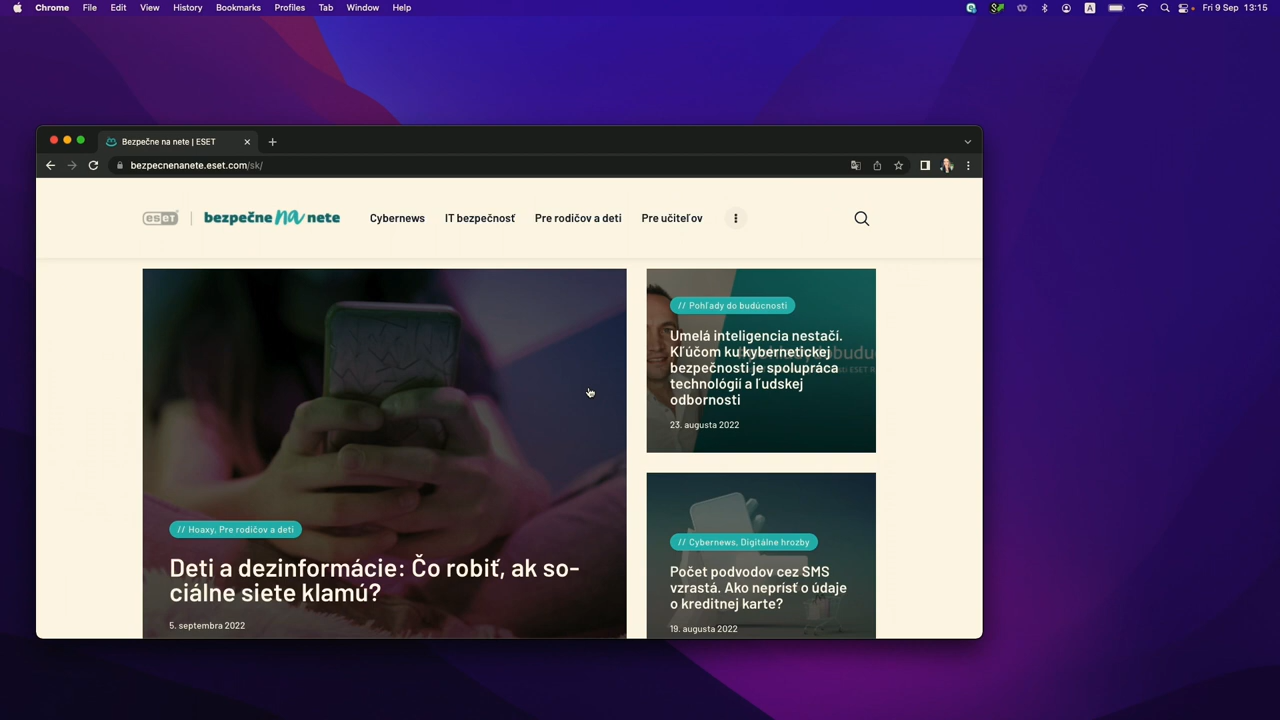 Chrome File Edit View History Bookmarks Profiles Tab Window Help
A Fri 9 Sep 13:15
Bezpečne na nete | ESET
bezpecnenanete.eset.com/sk/
eset bezpečne na nete Cybernews IT bezpečnosť Pre rodičov a deti Pre učiteľov
// Hoaxy, Pre rodičov a deti
Deti a dezinformácie: Čo robiť, ak so-
ciálne siete klamú?
5. septembra 2022
// Pohľady do budúcnosti
Umelá inteligencia nestačí.
Kľúčom ku kybernetickej
bezpečnosti je spolupráca
technológií a ľudskej
odbornosti
23. augusta 2022
// Cybernews, Digitálne hrozby
Počet podvodov cez SMS
vzrastá. Ako neprísť o údaje
o kreditnej karte?
19. augusta 2022